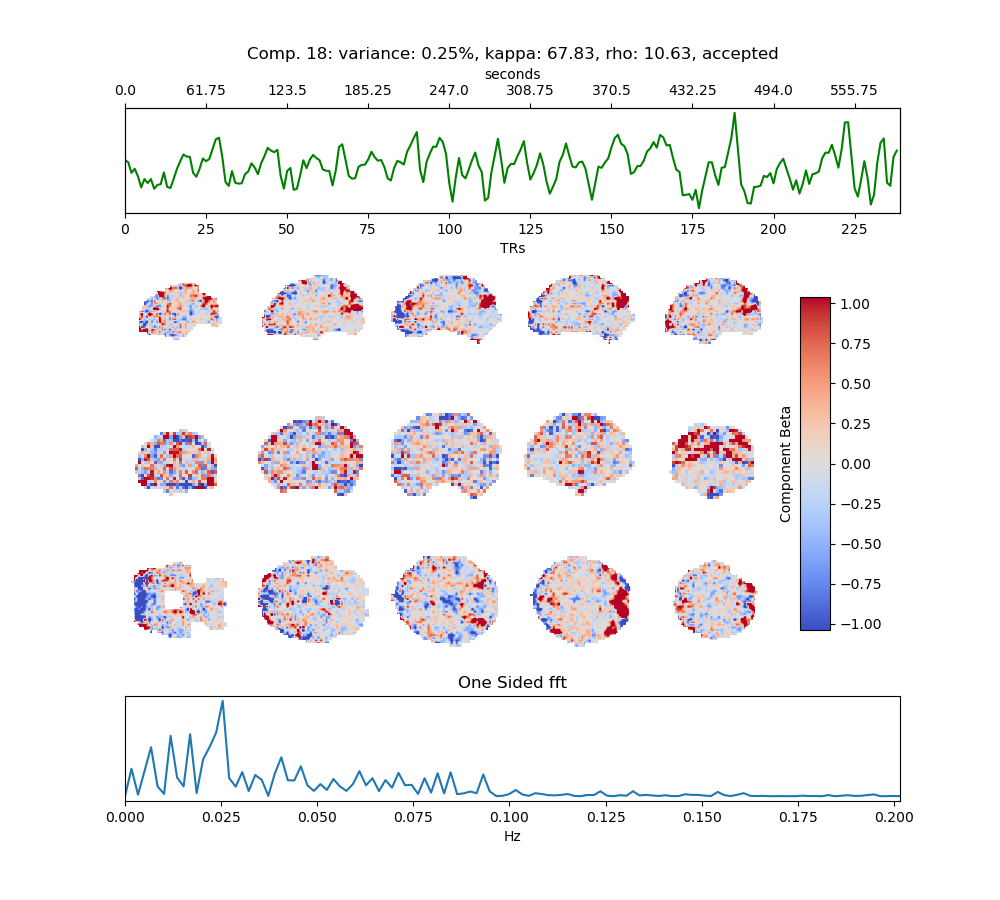 Comp. 18: variance: 0.25%, kappa: 67.83, rho: 10.63, accepted
seconds
0.0 61.75 123.5 185.25 247.0 308.75 370.5 432.25 494.0 555.75
0 25 50 75 100 125 150 175 200 225
TRs
1.00
0.75
0.50
0.25
0.00
−0.25
−0.50
−0.75
−1.00
Component Beta
One Sided fft
0.000 0.025 0.050 0.075 0.100 0.125 0.150 0.175 0.200
Hz